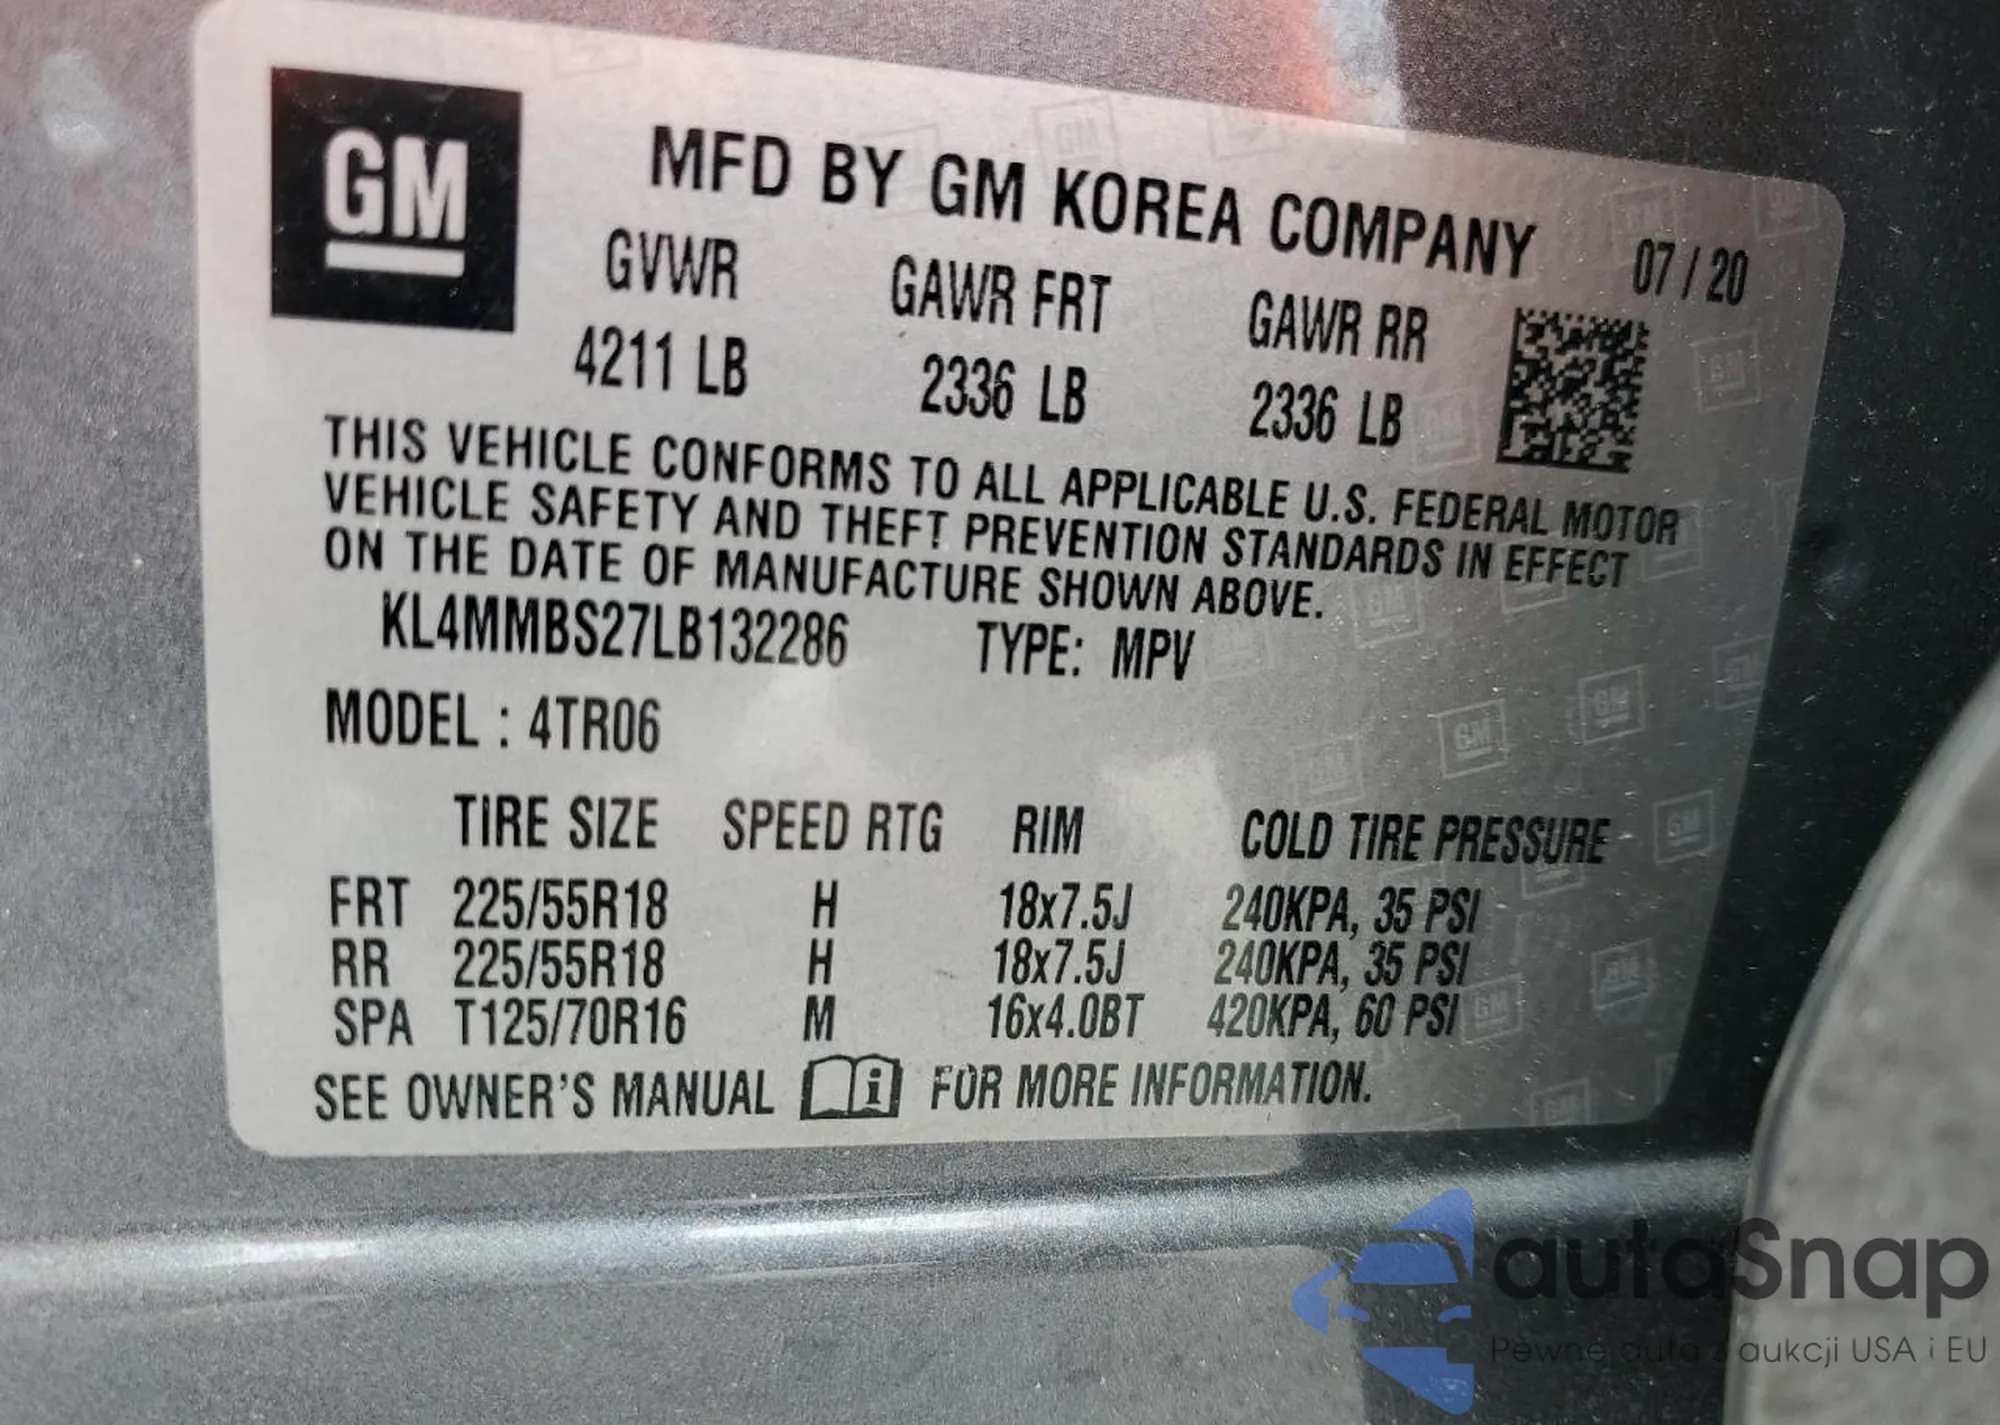 GM
MFD BY GM KOREA COMPANY 07 / 20
GVWR GAWR FRT GAWR RR
4211 LB 2336 LB 2336 LB
THIS VEHICLE CONFORMS TO ALL APPLICABLE U.S. FEDERAL MOTOR
VEHICLE SAFETY AND THEFT PREVENTION STANDARDS IN EFFECT
ON THE DATE OF MANUFACTURE SHOWN ABOVE.
KL4MMBS27LB132286 TYPE: MPV
MODEL : 4TR06
TIRE SIZE SPEED RTG RIM COLD TIRE PRESSURE
FRT 225/55R18 H 18x7.5J 240KPA, 35 PSI
RR 225/55R18 H 18x7.5J 240KPA, 35 PSI
SPA T125/70R16 M 16x4.0BT 420KPA, 60 PSI
SEE OWNER'S MANUAL i FOR MORE INFORMATION.
autaSnap
Pewne auta z aukcji USA i EU